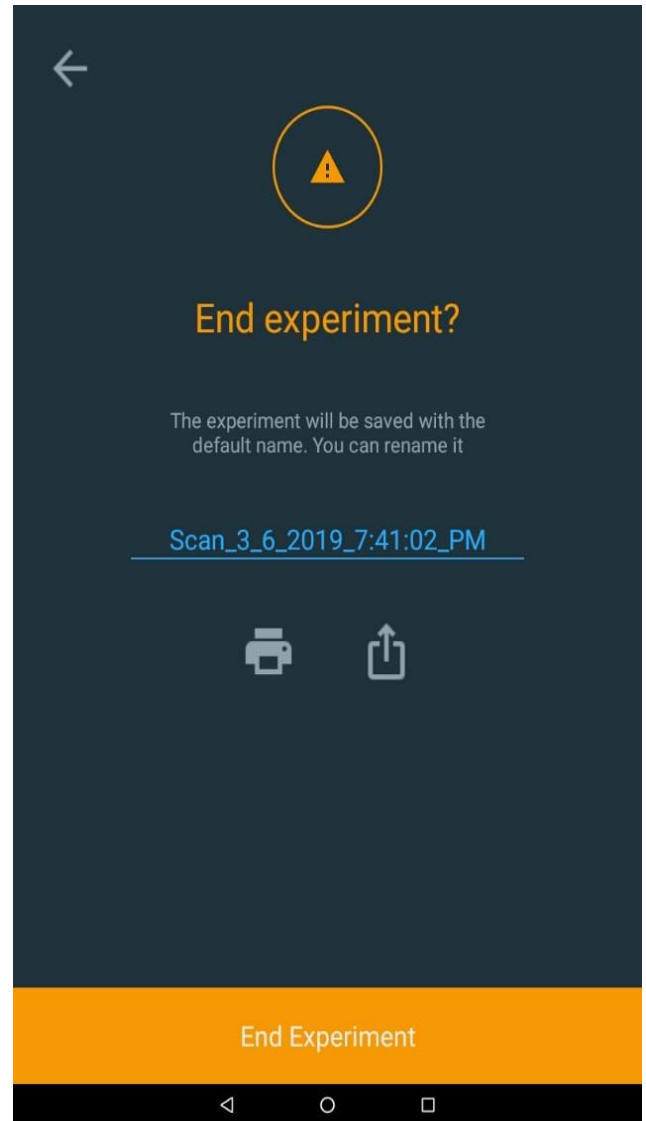 End experiment?
The experiment will be saved with the
default name. You can rename it
Scan_3_6_2019_7:41:02_PM
End Experiment